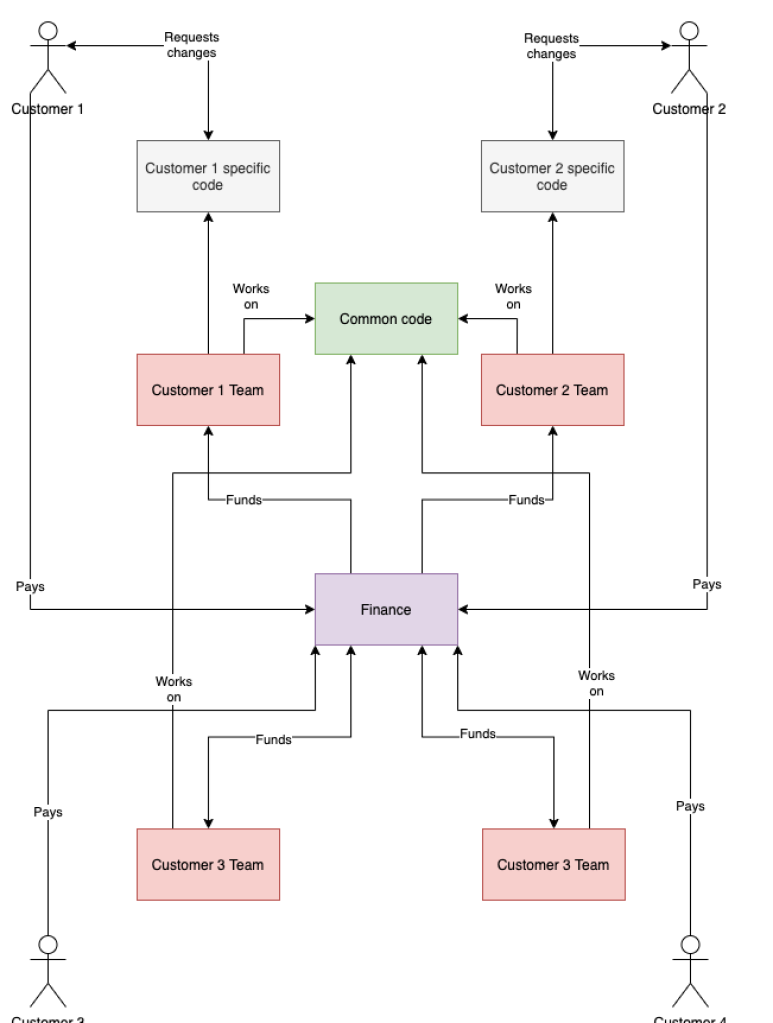 Requests
changes
Requests
changes
Customer 1
Customer 2
Customer 1 specific
code
Customer 2 specific
code
Works
on
Works
on
Common code
Customer 1 Team
Customer 2 Team
Funds
Funds
Pays
Pays
Finance
Works
on
Works
on
Funds
Funds
Pays
Pays
Customer 3 Team
Customer 3 Team
Customer 3
Customer 4